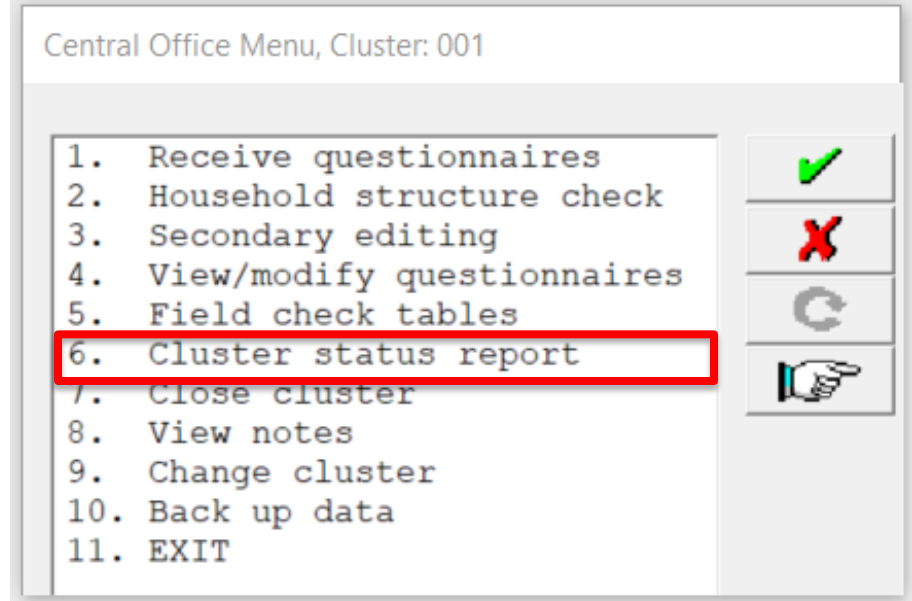 Central Office Menu, Cluster: 001
1. Receive questionnaires
2. Household structure check
3. Secondary editing
4. View/modify questionnaires
5. Field check tables
6. Cluster status report
7. Close cluster
8. View notes
9. Change cluster
10. Back up data
11. EXIT